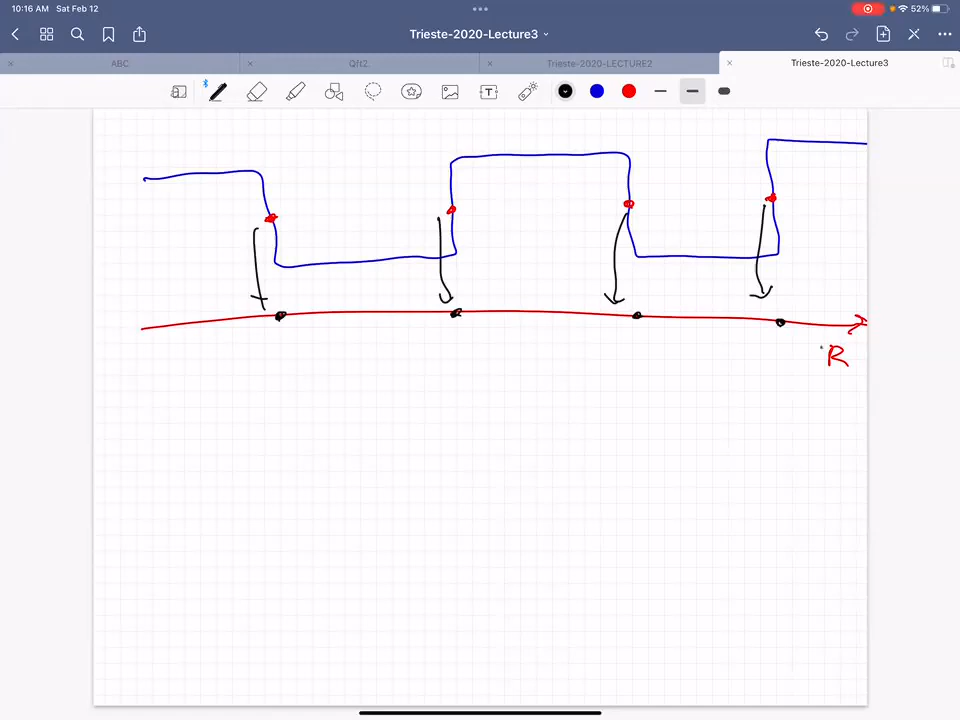 10:16 AM Sat Feb 12
52%
Trieste-2020-Lecture3
ABC
Qft2.
Trieste-2020-LECTURE2
Trieste-2020-Lecture3
T
R